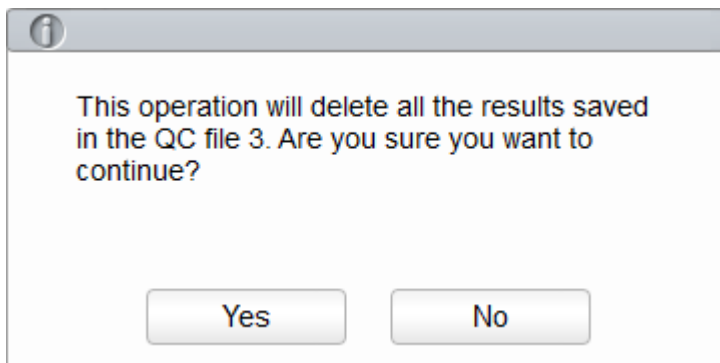 This operation will delete all the results saved
in the QC file 3. Are you sure you want to
continue?
Yes
No